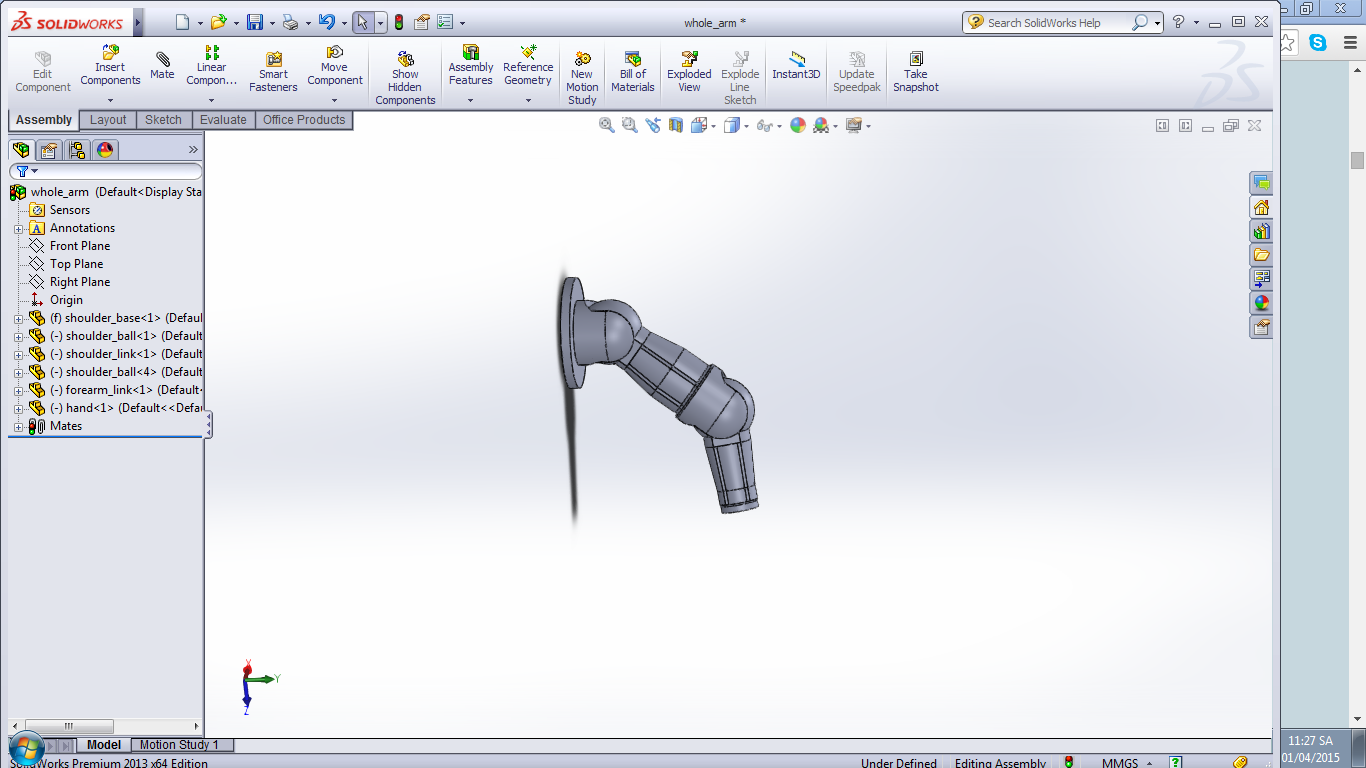 SOLIDWORKS
whole_arm *
Search SolidWorks Help
Edit Component
Insert Components
Mate
Linear Compon...
Smart Fasteners
Move Component
Show Hidden Components
Assembly Features
Reference Geometry
New Motion Study
Bill of Materials
Exploded View
Explode Line Sketch
Instant3D
Update Speedpak
Take Snapshot
Assembly
Layout
Sketch
Evaluate
Office Products
whole_arm (Default<Display Sta
Sensors
A
Annotations
Front Plane
Top Plane
Right Plane
Origin
(f) shoulder_base<1> (Defaul
(-) shoulder_ball<1> (Default
(-) shoulder_link<1> (Default
(-) shoulder_ball<4> (Default
(-) forearm_link<1> (Default<
(-) hand<1> (Default<<Defau
Mates
X
Y
Z
Model
Motion Study 1
SolidWorks Premium 2013 x64 Edition
Under Defined
Editing Assembly
MMGS
11:27 SA
01/04/2015